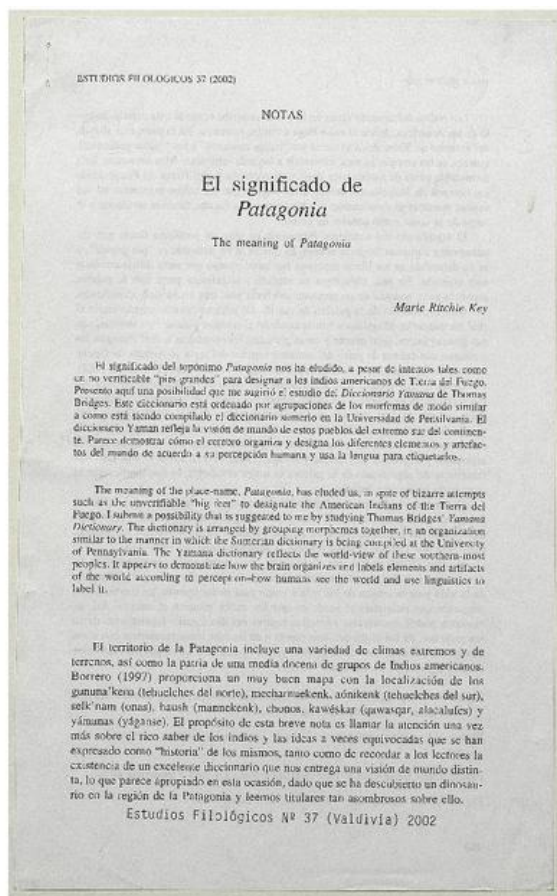 ESTUDIOS FILOLOGICOS 37 (2002)
NOTAS
El significado de
Patagonia
The meaning of Patagonia
Marie Ritchie Key
El significado del topónimo Patagonia nos ha eludido, a pesar de intentos tales como
un no verificable "pies grandes" para designar a los indios americanos de Tierra del Fuego.
Presento aquí una posibilidad que me sugirió el estudio del Diccionario Yamana de Thomas
Bridges. Este diccionario está ordenado por agrupaciones de los morfemas de modo similar
a como está siendo compilado el diccionario sumerio en la Universidad de Pensilvania. El
diccionario Yaman refleja la visión de mundo de estos pueblos del extremo sur del continen-
te. Parece demostrar cómo el cerebro organiza y designa los diferentes elementos y artefac-
tos del mundo de acuerdo a su percepción humana y usa la lengua para etiquetarlos.
The meaning of the place-name, Patagonia, has eluded us, in spite of bizarre attempts
such as the unverifiable "big feet" to designate the American Indians of the Tierra del
Fuego. I submit a possibility that is suggested to me by studying Thomas Bridges' Yamana
Dictionary. The dictionary is arranged by grouping morphemes together, in an organization
similar to the manner in which the Sumerian dictionary is being compiled at the University
of Pennsylvania. The Yamana dictionary reflects the world-view of these southern-most
peoples. It appears to demonstrate how the brain organizes and labels elements and artifacts
of the world according to perception–how humans see the world and use linguistics to
label it.
El territorio de la Patagonia incluye una variedad de climas extremos y de
terrenos, así como la patria de una media docena de grupos de Indios americanos.
Borrero (1997) proporciona un muy buen mapa con la localización de los
gununa'kena (tehuelches del norte), mecharnuekenk, aónikenk (tehuelches del sur),
selk'nam (onas), haush (mannekenk), chonos, kawéskar (qawasqar, alacalufes) y
yámanas (yáganse). El propósito de esta breve nota es llamar la atención una vez
más sobre el rico saber de los indios y las ideas a veces equivocadas que se han
expresado como "historia" de los mismos, tanto como de recordar a los lectores la
existencia de un excelente diccionario que nos entrega una visión de mundo distin-
ta, lo que parece apropiado en esta ocasión, dado que se ha descubierto un dinosau-
rio en la región de la Patagonia y leemos titulares tan asombrosos sobre ello.
Estudios Filológicos Nº 37 (Valdivia) 2002